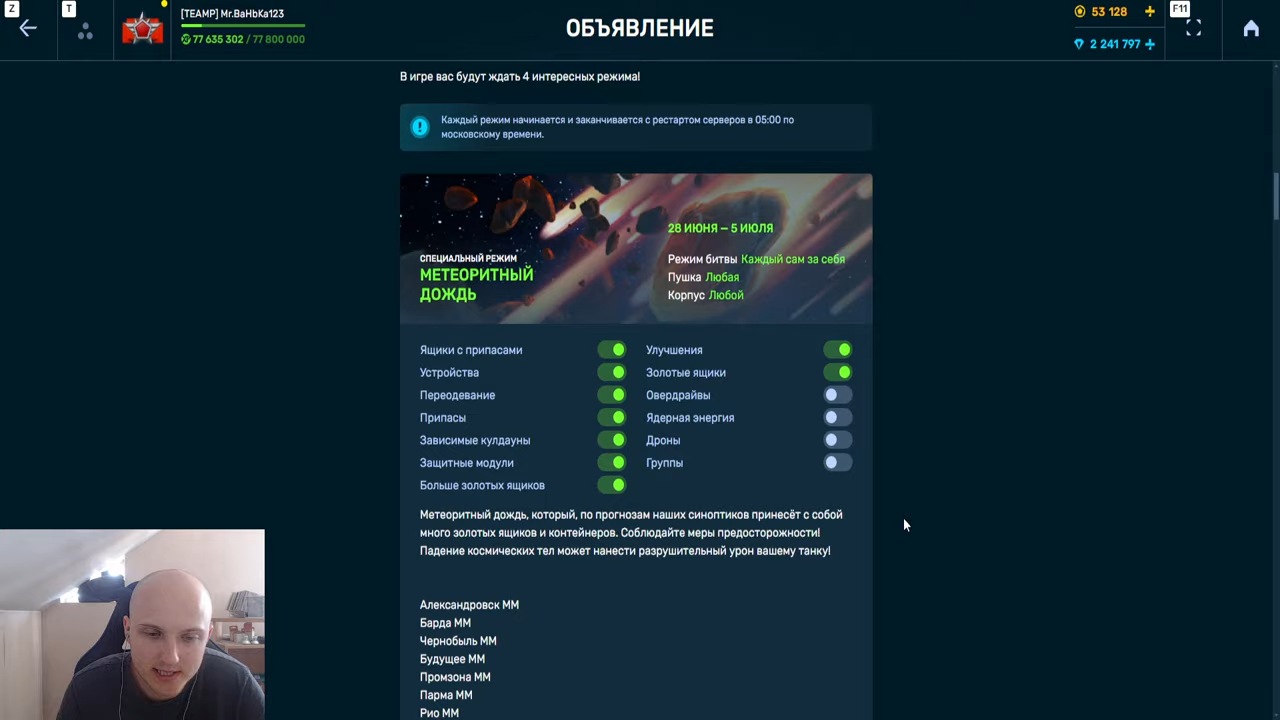 Z
T
[TEAMP] Mr.BaHbKa123
77 635 302 / 77 800 000
ОБЪЯВЛЕНИЕ
53 128
2 241 797
F11
В игре вас будут ждать 4 интересных режима!
Каждый режим начинается и заканчивается с рестартом серверов в 05:00 по
московскому времени.
28 ИЮНЯ – 5 ИЮЛЯ
СПЕЦИАЛЬНЫЙ РЕЖИМ
МЕТЕОРИТНЫЙ
ДОЖДЬ
Режим битвы Каждый сам за себя
Пушка Любая
Корпус Любой
Ящики с припасами
Улучшения
Устройства
Золотые ящики
Переодевание
Овердрайвы
Припасы
Ядерная энергия
Зависимые кулдауны
Дроны
Защитные модули
Группы
Больше золотых ящиков
Метеоритный дождь, который, по прогнозам наших синоптиков принесёт с собой
много золотых ящиков и контейнеров. Соблюдайте меры предосторожности!
Падение космических тел может нанести разрушительный урон вашему танку!
Александровск ММ
Барда ММ
Чернобыль ММ
Будущее ММ
Промзона ММ
Парма ММ
Рио ММ